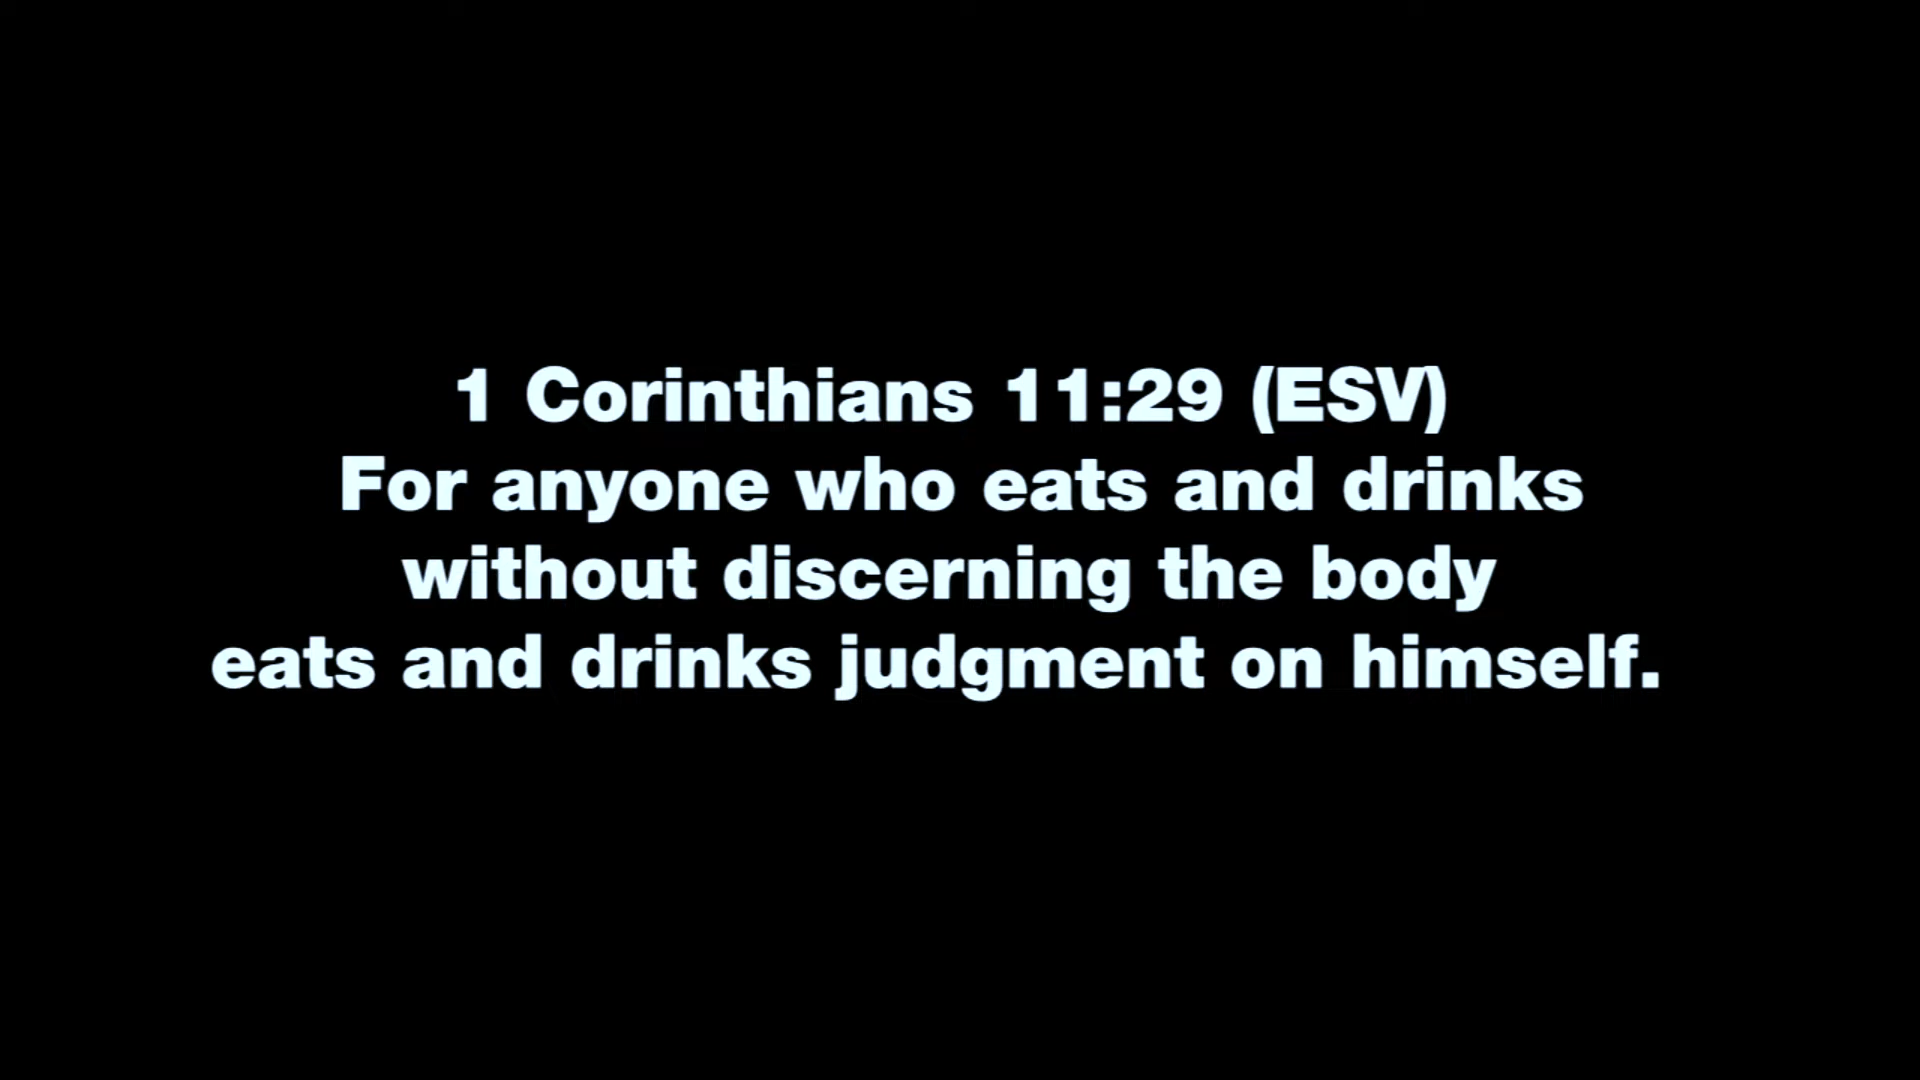 1 Corinthians 11:29 (ESV)
For anyone who eats and drinks
without discerning the body
eats and drinks judgment on himself.